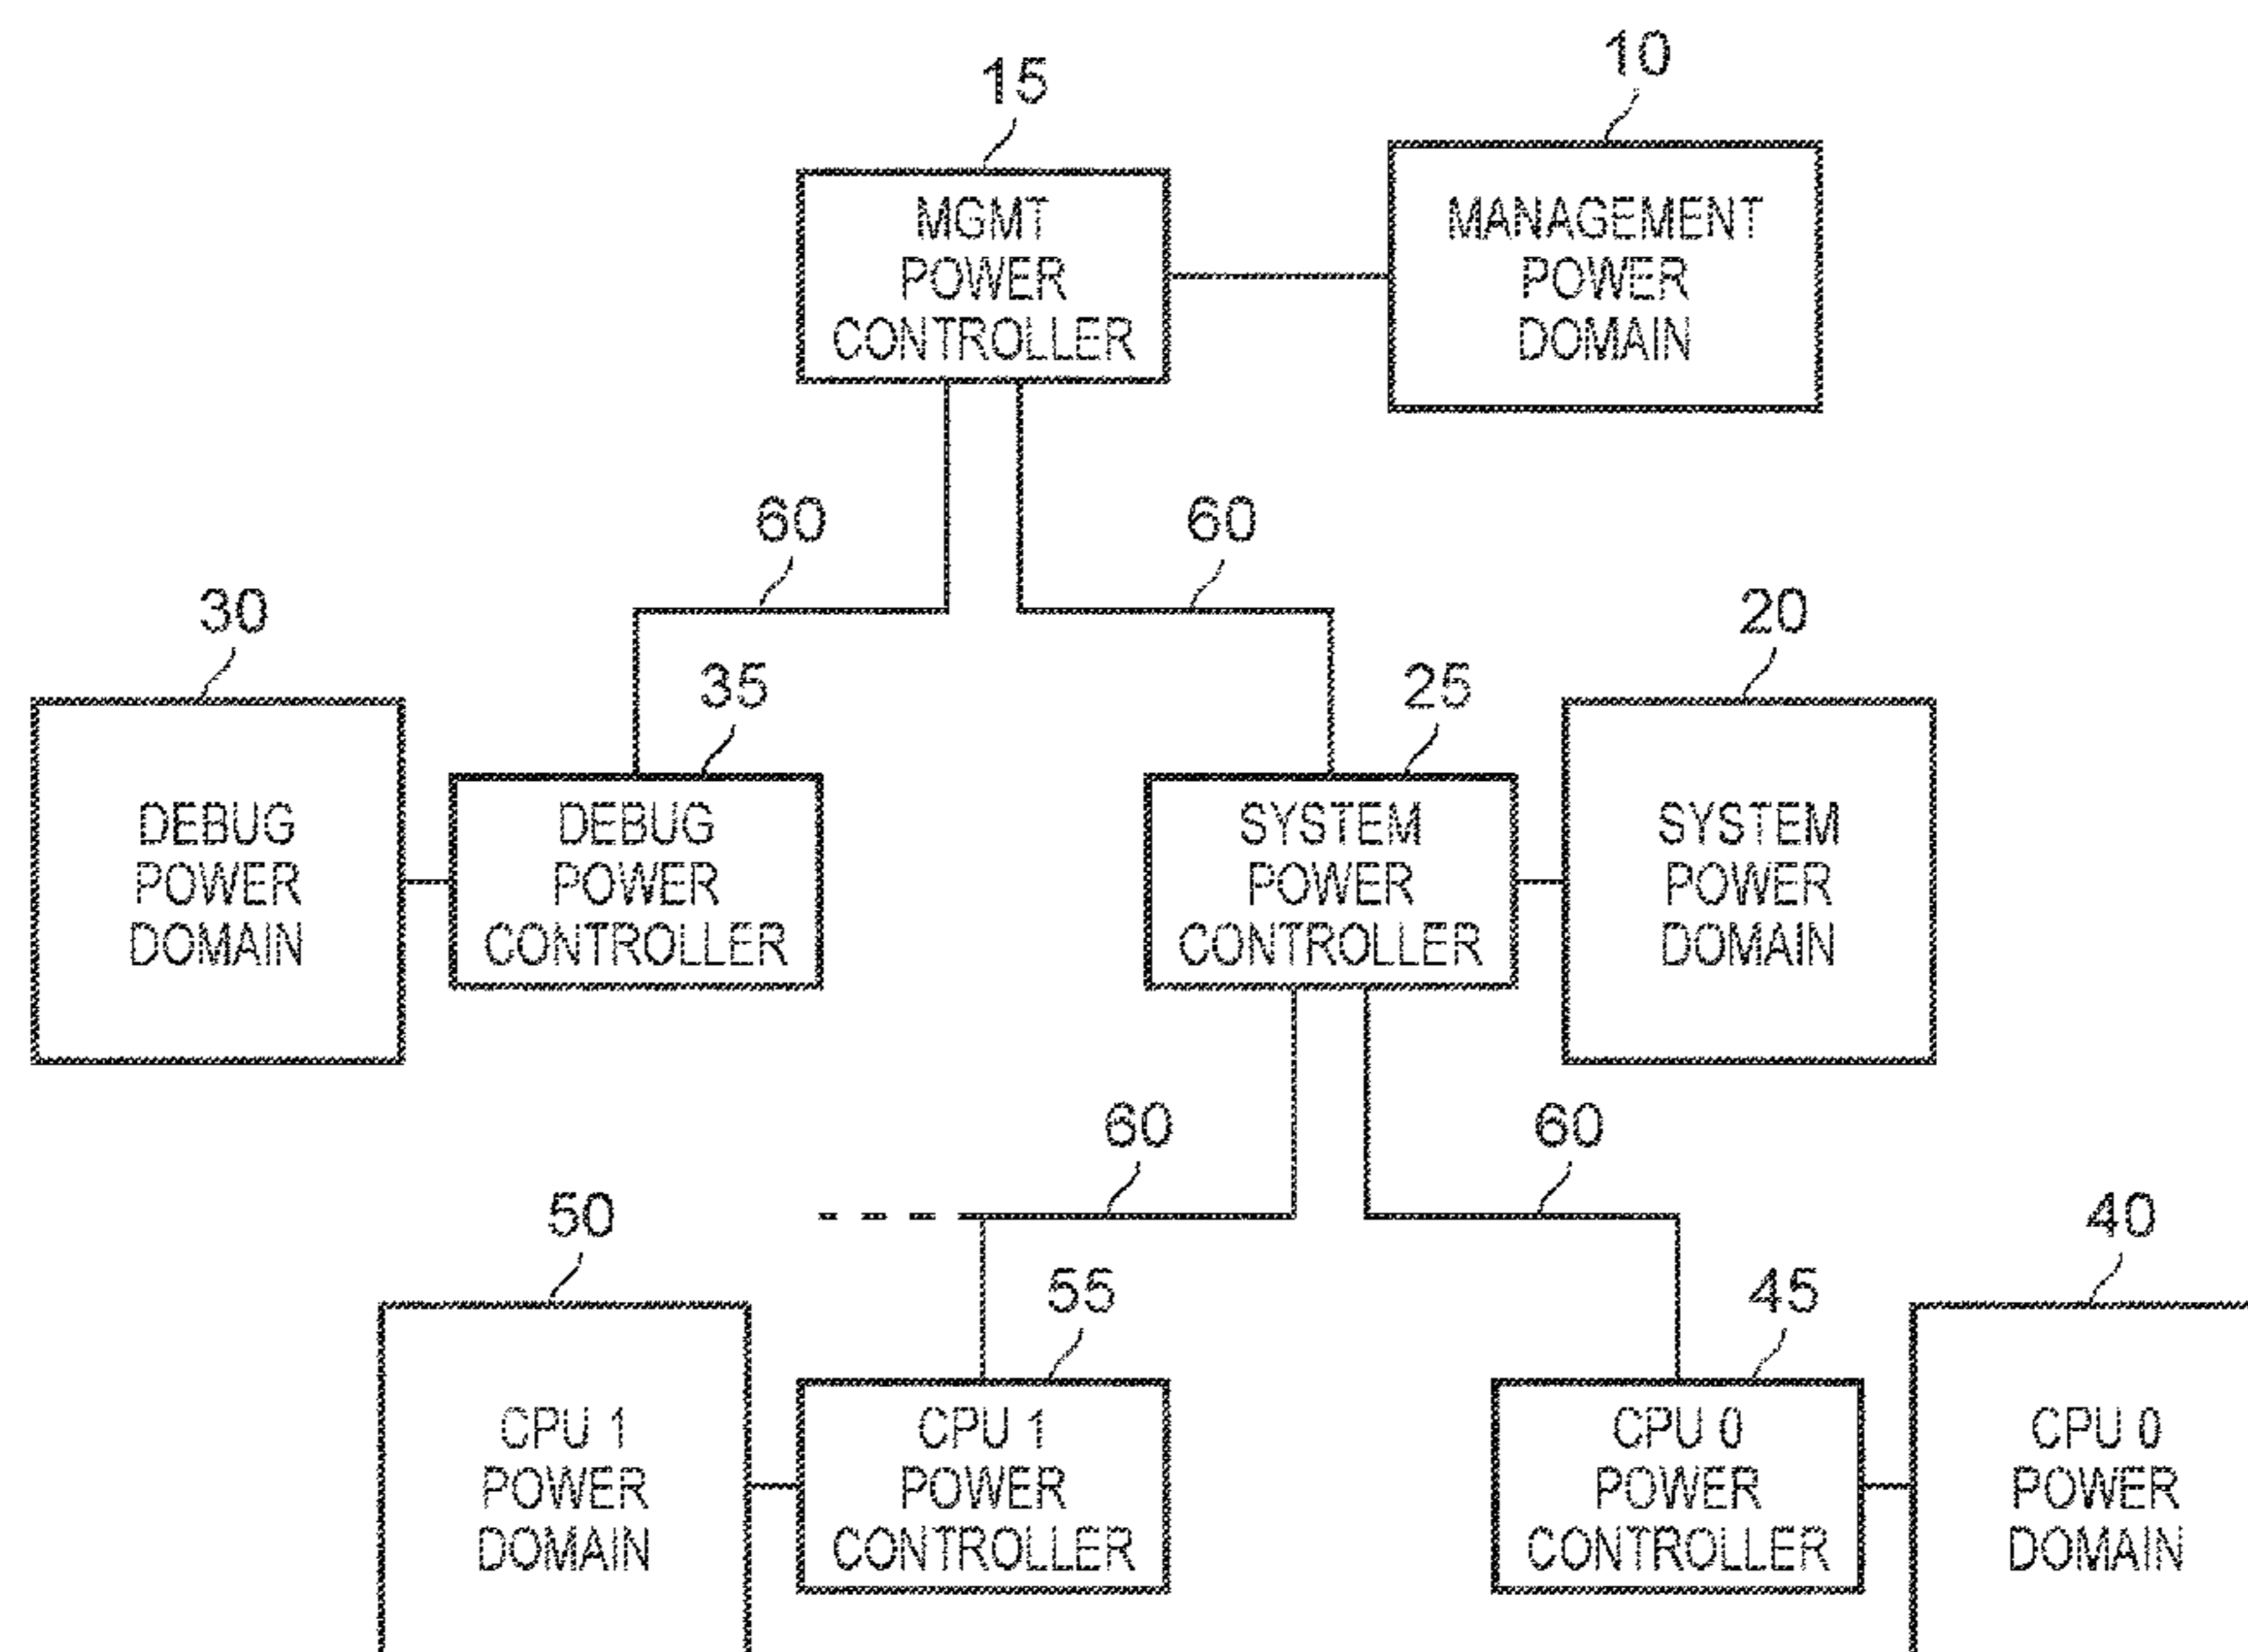 10
15
MGMT
POWER
CONTROLLER
MANAGEMENT
POWER
DOMAIN
60
60
30
20
35
25
DEBUG
POWER
DOMAIN
DEBUG
POWER
CONTROLLER
SYSTEM
POWER
CONTROLLER
SYSTEM
POWER
DOMAIN
60
60
50
40
55
45
CPU 1
POWER
DOMAIN
CPU 1
POWER
CONTROLLER
CPU 0
POWER
CONTROLLER
CPU 0
POWER
DOMAIN